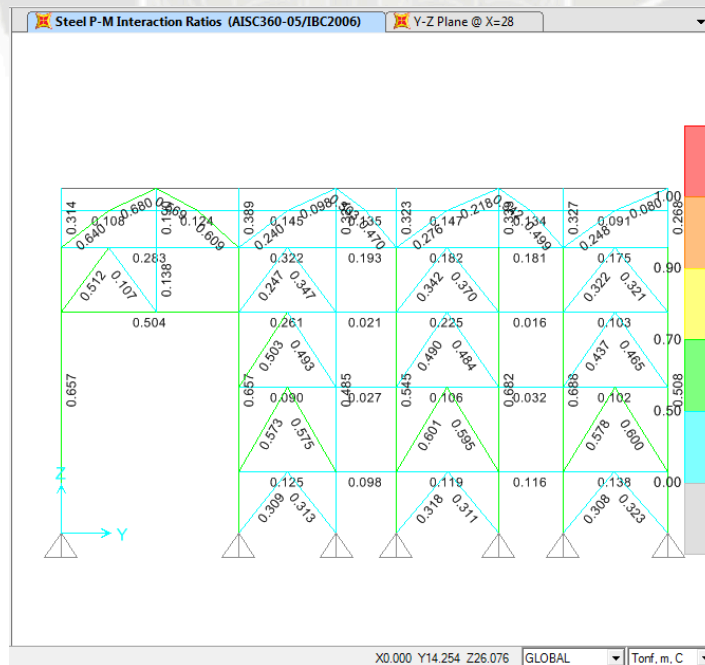 Steel P-M Interaction Ratios (AISC360-05/IBC2006)
Y-Z Plane @ X=28
1.00
0.314 0.108 0.640 0.680 0.124 0.609 0.389 0.145 0.240 0.098 0.135 0.470 0.323 0.147 0.276 0.218 0.134 0.499 0.327 0.091 0.248 0.080 0.268
0.283 0.322 0.193 0.182 0.181 0.175
0.90
0.512 0.107 0.138 0.247 0.347 0.342 0.370 0.322 0.321
0.504 0.261 0.021 0.225 0.016 0.103
0.70
0.503 0.493 0.490 0.484 0.437 0.465
0.657 0.657 0.485 0.545 0.682 0.688 0.508
0.090 0.027 0.106 0.032 0.102
0.50
0.573 0.575 0.601 0.595 0.578 0.600
Z
0.125 0.098 0.119 0.116 0.138
0.00
0.309 0.313 0.318 0.311 0.308 0.323
Y
X0.000 Y14.254 Z26.076
GLOBAL
Tonf, m, C